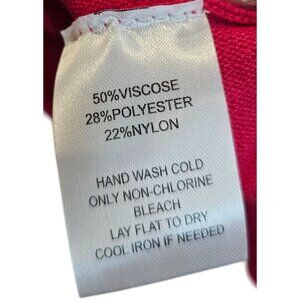 50%VISCOSE
28%POLYESTER
22%NYLON
HAND WASH COLD
ONLY NON-CHLORINE
BLEACH
LAY FLAT TO DRY
COOL IRON IF NEEDED